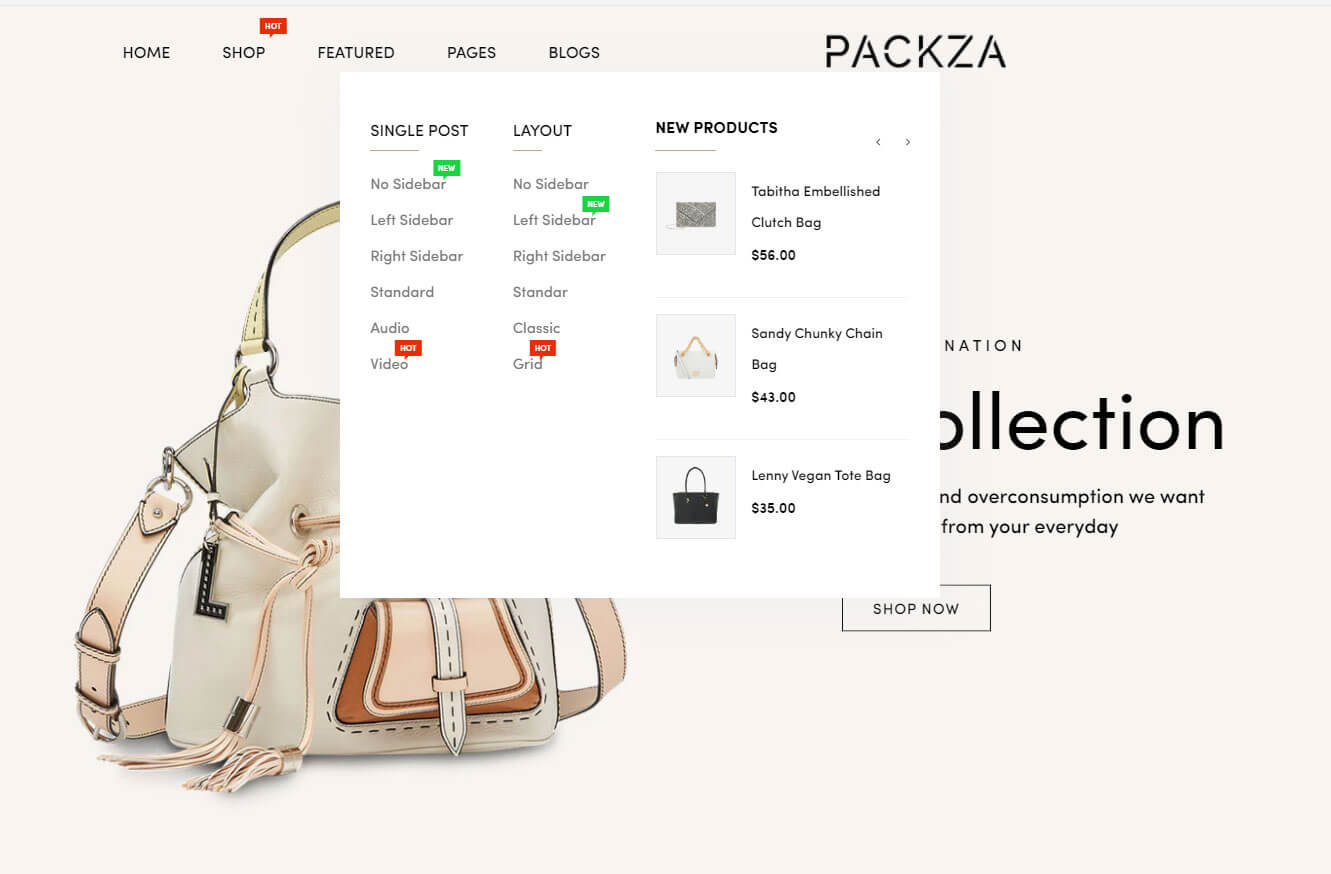 HOT
HOME SHOP FEATURED PAGES BLOGS
PACKZA
SINGLE POST
NEW
No Sidebar
Left Sidebar
Right Sidebar
Standard
Audio
HOT
Video
LAYOUT
No Sidebar
NEW
Left Sidebar
Right Sidebar
Standar
Classic
HOT
Grid
NEW PRODUCTS
Tabitha Embellished
Clutch Bag
$56.00
Sandy Chunky Chain
Bag
$43.00
Lenny Vegan Tote Bag
$35.00
NATION
ollection
nd overconsumption we want
from your everyday
SHOP NOW